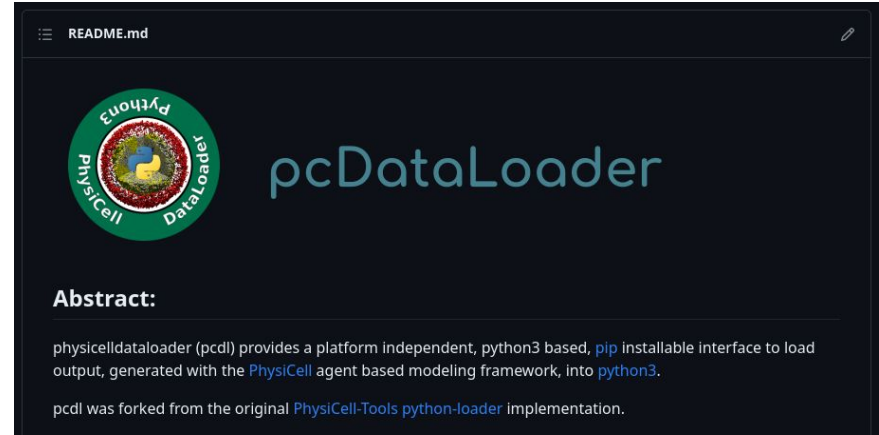 README.md
Python3
PhysiCell
DataLoader
pcDataLoader
Abstract:
physicelldataloader (pcdl) provides a platform independent, python3 based, pip installable interface to load
output, generated with the PhysiCell agent based modeling framework, into python3.
pcdl was forked from the original PhysiCell-Tools python-loader implementation.